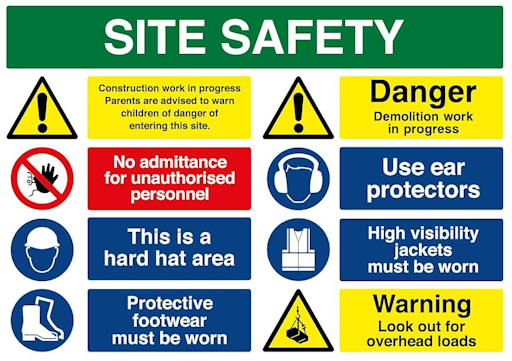 SITE SAFETY
Construction work in progress
Parents are advised to warn
children of danger of
entering this site.
Danger
Demolition work
in progress
No admittance
for unauthorised
personnel
Use ear
protectors
This is a
hard hat area
High visibility
jackets
must be worn
Protective
footwear
must be worn
Warning
Look out for
overhead loads